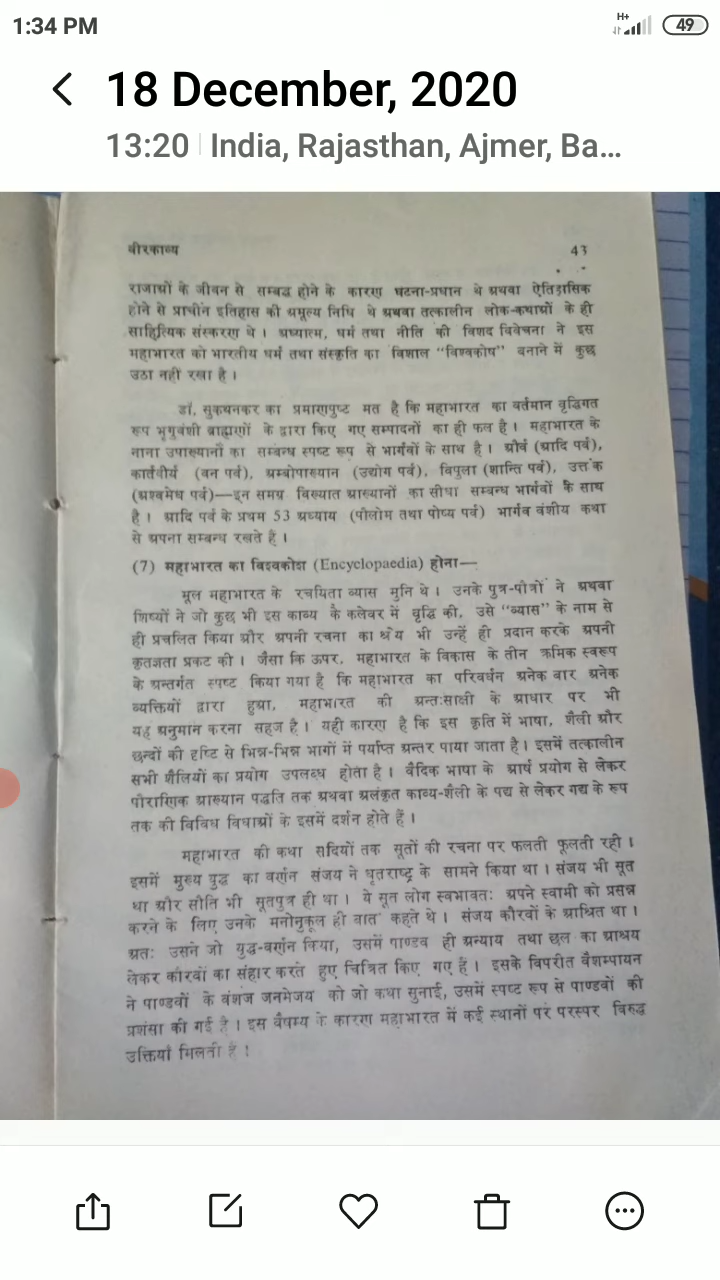 1:34 PM
H+
49
18 December, 2020
13:20 India, Rajasthan, Ajmer, Ba...
वीरकाव्य 43
राजाओं के जीवन से सम्बद्ध होने के कारण घटना-प्रधान थे अथवा ऐतिहासिक
होने से प्राचीन इतिहास की अमूल्य निधि थे अथवा तत्कालीन लोक-कथाओं के ही
साहित्यिक संस्करण थे। अध्यात्म, धर्म तथा नीति की विशद विवेचना ने इस
महाभारत को भारतीय धर्म तथा संस्कृति का विशाल "विश्वकोष" बनाने में कुछ
उठा नहीं रखा है।
डॉ. सुकथनकर का प्रमाणपुष्ट मत है कि महाभारत का वर्तमान वृद्धिगत
रूप भृगुवंशी ब्राह्मणों के द्वारा किए गए सम्पादनों का ही फल है। महाभारत के
नाना उपाख्यानों का सम्बन्ध स्पष्ट रूप से भार्गवों के साथ है। और्व (आदि पर्व),
कार्तवीर्य (वन पर्व), अम्बोपाख्यान (उद्योग पर्व), विपुला (शान्ति पर्व), उत्तंक
(अश्वमेध पर्व)—इन समग्र विख्यात आख्यानों का सीधा सम्बन्ध भार्गवों के साथ
है। आदि पर्व के प्रथम 53 अध्याय (पौलोम तथा पौष्य पर्व) भार्गव वंशीय कथा
से अपना सम्बन्ध रखते हैं।
(7) महाभारत का विश्वकोश (Encyclopaedia) होना—
मूल महाभारत के रचयिता व्यास मुनि थे। उनके पुत्र-पौत्रों ने अथवा
शिष्यों ने जो कुछ भी इस काव्य के कलेवर में वृद्धि की, उसे "व्यास" के नाम से
ही प्रचलित किया और अपनी रचना का श्रेय भी उन्हें ही प्रदान करके अपनी
कृतज्ञता प्रकट की। जैसा कि ऊपर, महाभारत के विकास के तीन क्रमिक स्वरूप
के अन्तर्गत स्पष्ट किया गया है कि महाभारत का परिवर्धन अनेक बार अनेक
व्यक्तियों द्वारा हुआ, महाभारत की अन्तःसाक्षी के आधार पर भी
यह अनुमान करना सहज है। यही कारण है कि इस कृति में भाषा, शैली और
छन्दों की दृष्टि से भिन्न-भिन्न भागों में पर्याप्त अन्तर पाया जाता है। इसमें तत्कालीन
सभी शैलियों का प्रयोग उपलब्ध होता है। वैदिक भाषा के आर्ष प्रयोग से लेकर
पौराणिक आख्यान पद्धति तक अथवा अलंकृत काव्य-शैली के पद्य से लेकर गद्य के रूप
तक की विविध विधाओं के इसमें दर्शन होते हैं।
महाभारत की कथा सदियों तक सूतों की रचना पर फलती फूलती रही।
इसमें मुख्य युद्ध का वर्णन संजय ने धृतराष्ट्र के सामने किया था। संजय भी सूत
था और सौति भी सूतपुत्र ही था। ये सूत लोग स्वभावतः अपने स्वामी को प्रसन्न
करने के लिए उनके मनोनुकूल ही बात कहते थे। संजय कौरवों के आश्रित था।
अतः उसने जो युद्ध-वर्णन किया, उसमें पाण्डव ही अन्याय तथा छल का आश्रय
लेकर कौरवों का संहार करते हुए चित्रित किए गए हैं। इसके विपरीत वैशम्पायन
ने पाण्डवों के वंशज जनमेजय को जो कथा सुनाई, उसमें स्पष्ट रूप से पाण्डवों की
प्रशंसा की गई है। इस वैषम्य के कारण महाभारत में कई स्थानों पर परस्पर विरुद्ध
उक्तियाँ मिलती हैं।